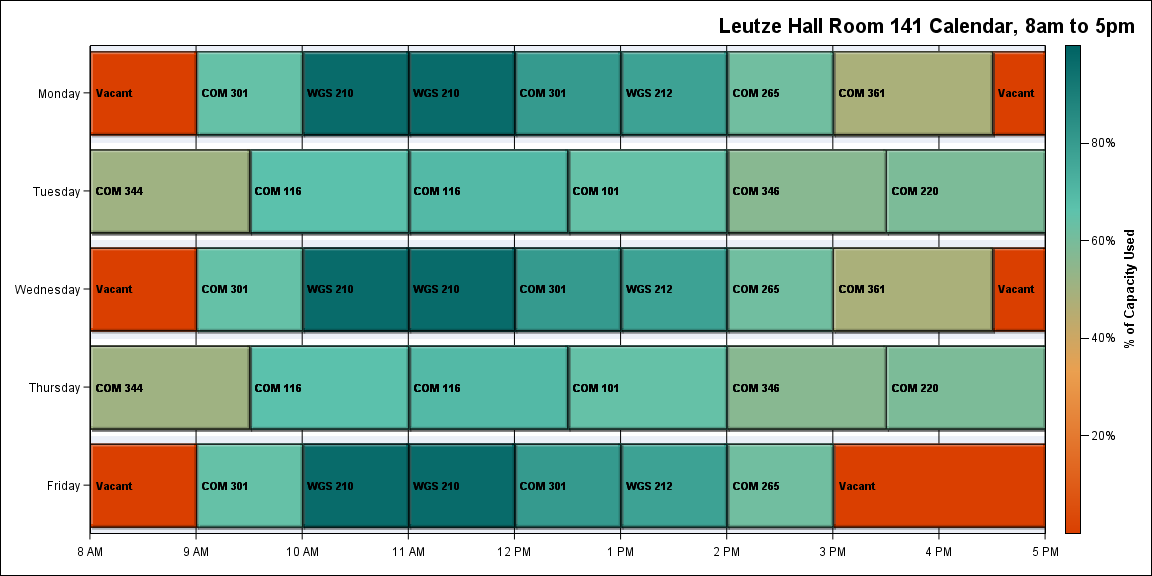 Leutze Hall Room 141 Calendar, 8am to 5pm
Monday
Vacant
COM 301
WGS 210
WGS 210
COM 301
WGS 212
COM 265
COM 361
Vacant
Tuesday
COM 344
COM 116
COM 116
COM 101
COM 346
COM 220
Wednesday
Vacant
COM 301
WGS 210
WGS 210
COM 301
WGS 212
COM 265
COM 361
Vacant
Thursday
COM 344
COM 116
COM 116
COM 101
COM 346
COM 220
Friday
Vacant
COM 301
WGS 210
WGS 210
COM 301
WGS 212
COM 265
Vacant
8 AM
9 AM
10 AM
11 AM
12 PM
1 PM
2 PM
3 PM
4 PM
5 PM
80%
60%
40%
20%
% of Capacity Used